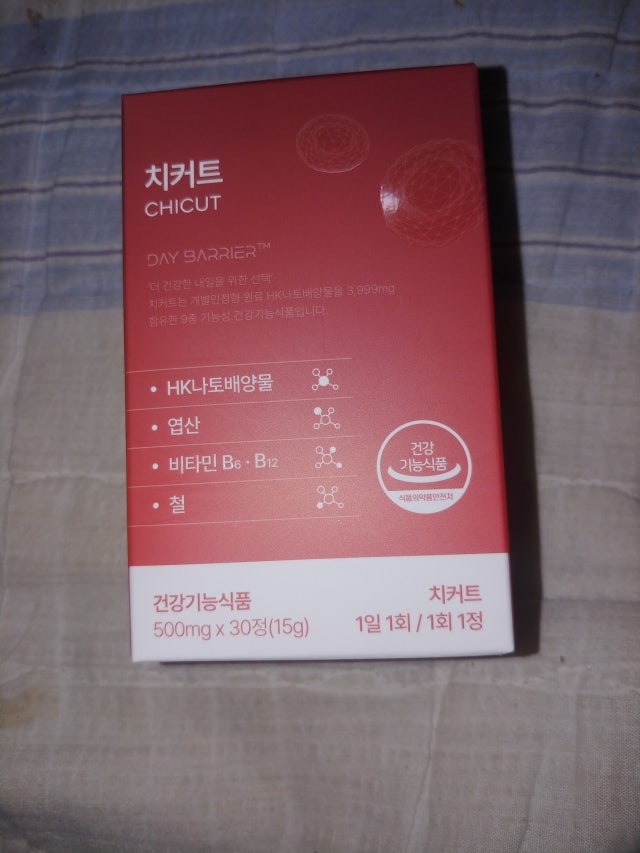 치커트
CHICUT
DAY BARRIER™
'더 건강한 내일을 위한 선택'
치커트는 개별인정형 원료 HK나토배양물을 3,999mg
함유한 9중 기능성 건강기능식품입니다.
• HK나토배양물
• 엽산
• 비타민 B6 · B12
• 철
건강
기능식품
식품의약품안전처
건강기능식품
500mg x 30정(15g)
치커트
1일 1회 / 1회 1정